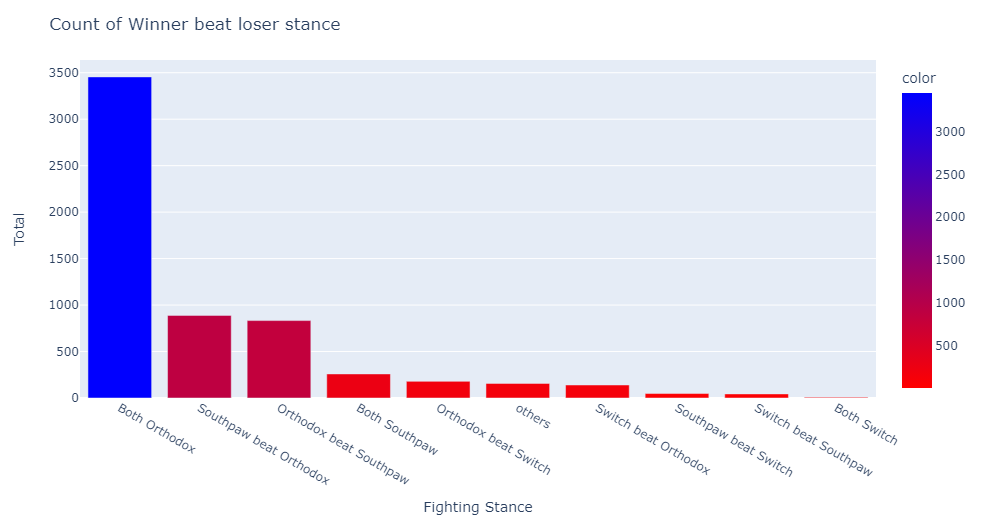 Count of Winner beat loser stance
color
3500
3000
2500
2000
1500
1000
500
0
Total
3000
2500
2000
1500
1000
500
Both Orthodox
Southpaw beat Orthodox
Orthodox beat Southpaw
Both Southpaw
Orthodox beat Switch
others
Switch beat Orthodox
Southpaw beat Switch
Switch beat Southpaw
Both Switch
Fighting Stance